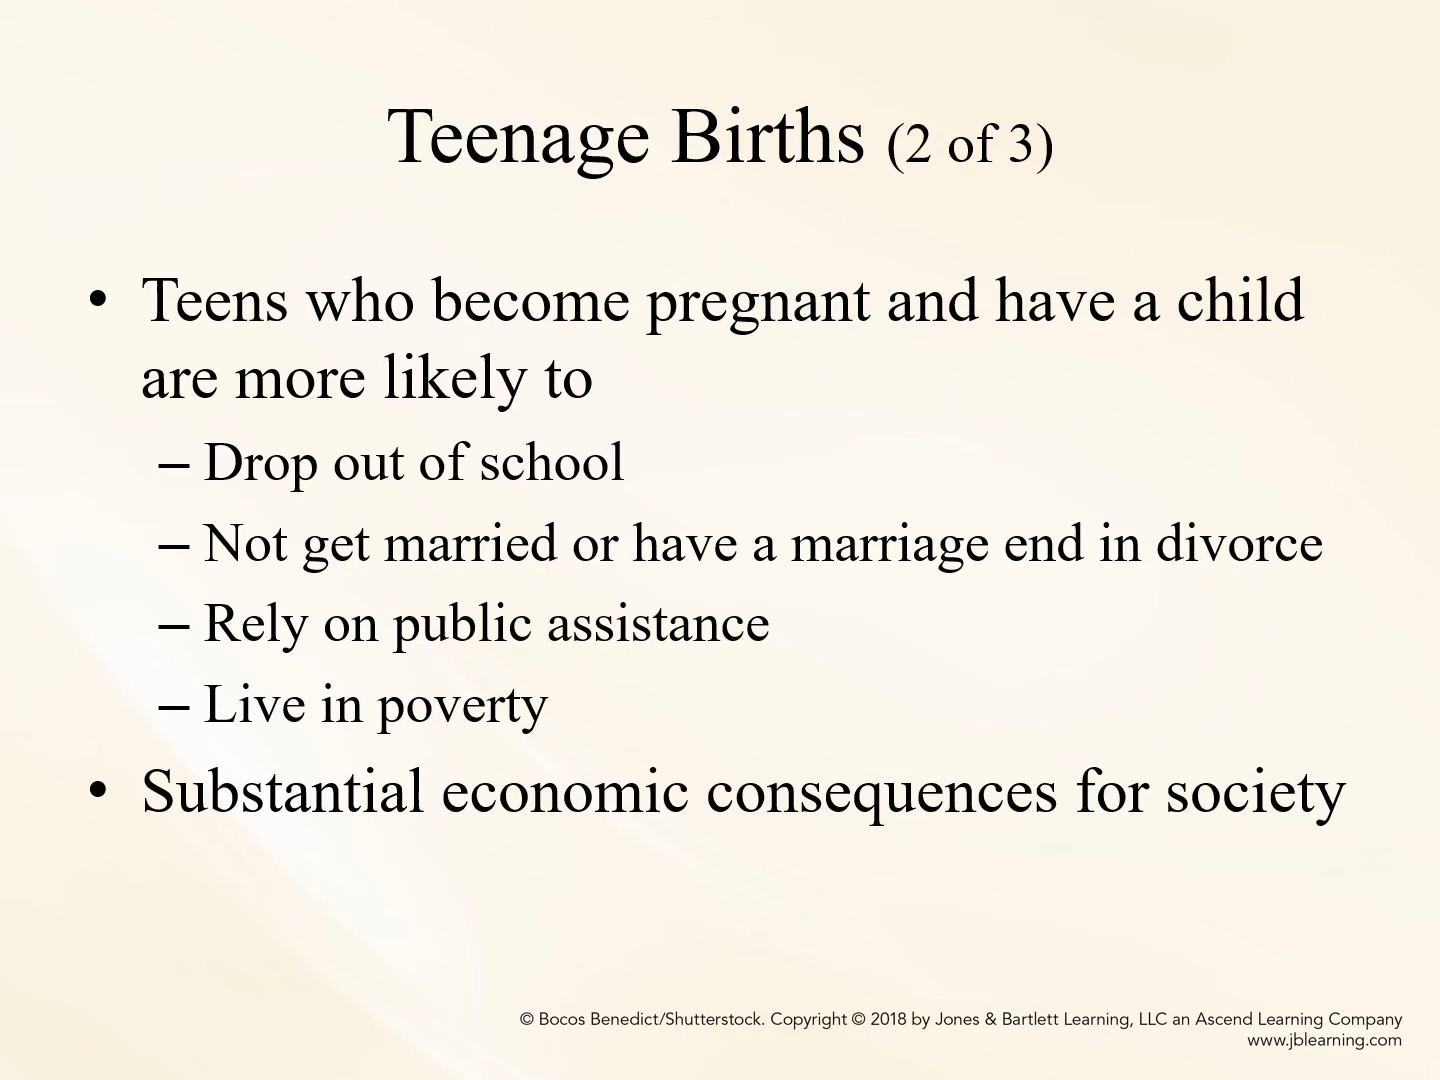 Teenage Births (2 of 3)
• Teens who become pregnant and have a child
are more likely to
– Drop out of school
– Not get married or have a marriage end in divorce
– Rely on public assistance
– Live in poverty
• Substantial economic consequences for society
© Bocos Benedict/Shutterstock. Copyright © 2018 by Jones & Bartlett Learning, LLC an Ascend Learning Company
www.jblearning.com